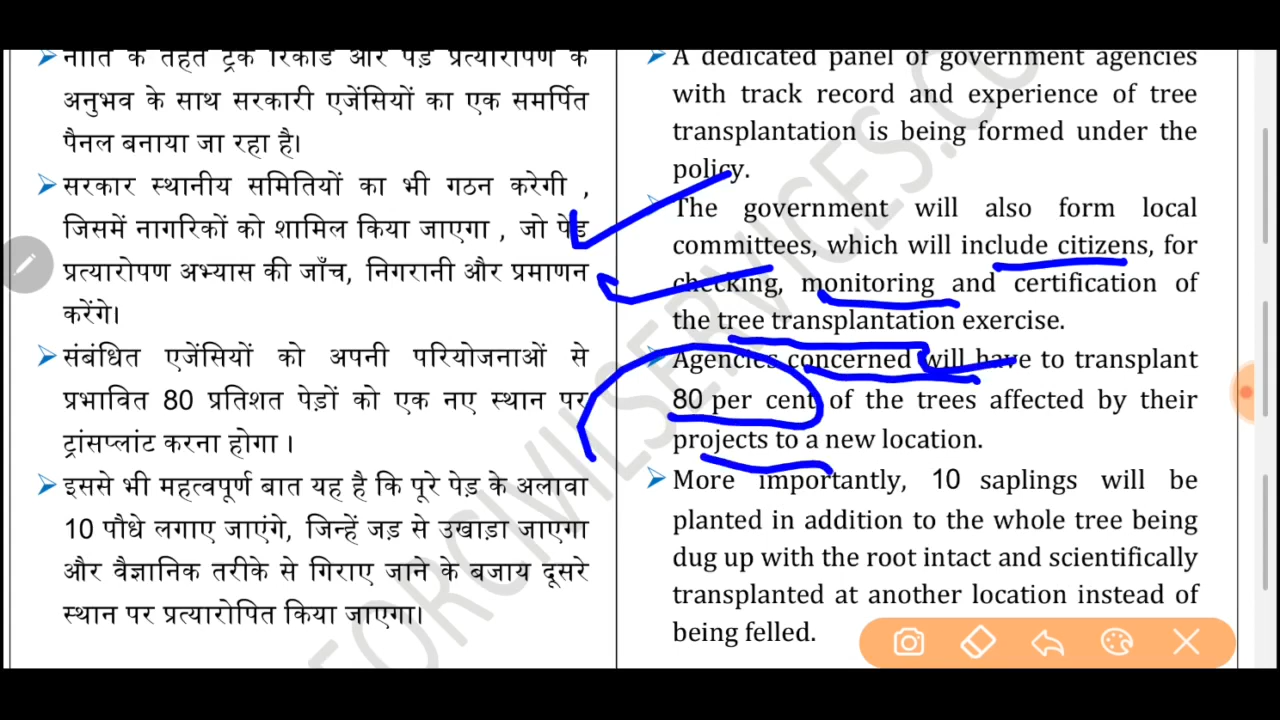 नीति के तहत ट्रैक रिकॉर्ड और पेड़ प्रत्यारोपण के
अनुभव के साथ सरकारी एजेंसियों का एक समर्पित
पैनल बनाया जा रहा है।
सरकार स्थानीय समितियों का भी गठन करेगी ,
जिसमें नागरिकों को शामिल किया जाएगा , जो पेड़
प्रत्यारोपण अभ्यास की जाँच, निगरानी और प्रमाणन
करेंगे।
संबंधित एजेंसियों को अपनी परियोजनाओं से
प्रभावित 80 प्रतिशत पेड़ों को एक नए स्थान पर
ट्रांसप्लांट करना होगा ।
इससे भी महत्वपूर्ण बात यह है कि पूरे पेड़ के अलावा
10 पौधे लगाए जाएंगे, जिन्हें जड़ से उखाड़ा जाएगा
और वैज्ञानिक तरीके से गिराए जाने के बजाय दूसरे
स्थान पर प्रत्यारोपित किया जाएगा।
A dedicated panel of government agencies
with track record and experience of tree
transplantation is being formed under the
policy.
The government will also form local
committees, which will include citizens, for
checking, monitoring and certification of
the tree transplantation exercise.
Agencies concerned will have to transplant
80 per cent of the trees affected by their
projects to a new location.
More importantly, 10 saplings will be
planted in addition to the whole tree being
dug up with the root intact and scientifically
transplanted at another location instead of
being felled.
FORCIVILSERVICES.CO